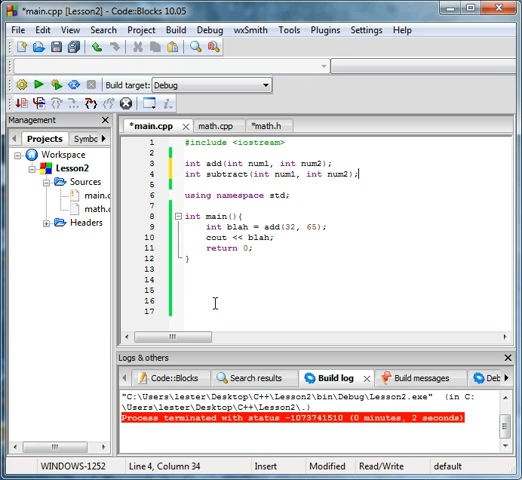 *main.cpp [Lesson2] - Code::Blocks 10.05
File Edit View Search Project Build Debug wxSmith Tools Plugins Settings Help
Build target: Debug
Management
Projects Symbc
Workspace
Lesson2
Sources
main.c
math.c
Headers
*main.cpp math.cpp *math.h
1 #include <iostream>
2
3 int add(int num1, int num2);
4 int subtract(int num1, int num2);
5
6 using namespace std;
7
8 int main(){
9 int blah = add(32, 65);
10 cout << blah;
11 return 0;
12 }
13
14
15
16
17
Logs & others
Code::Blocks Search results Build log Build messages Deb
"C:\Users\lester\Desktop\C++\Lesson2\bin\Debug\Lesson2.exe" (in C:
\Users\lester\Desktop\C++\Lesson2\.)
Process terminated with status -1073741510 (0 minutes, 2 seconds)
WINDOWS-1252 Line 4, Column 34 Insert Modified Read/Write default